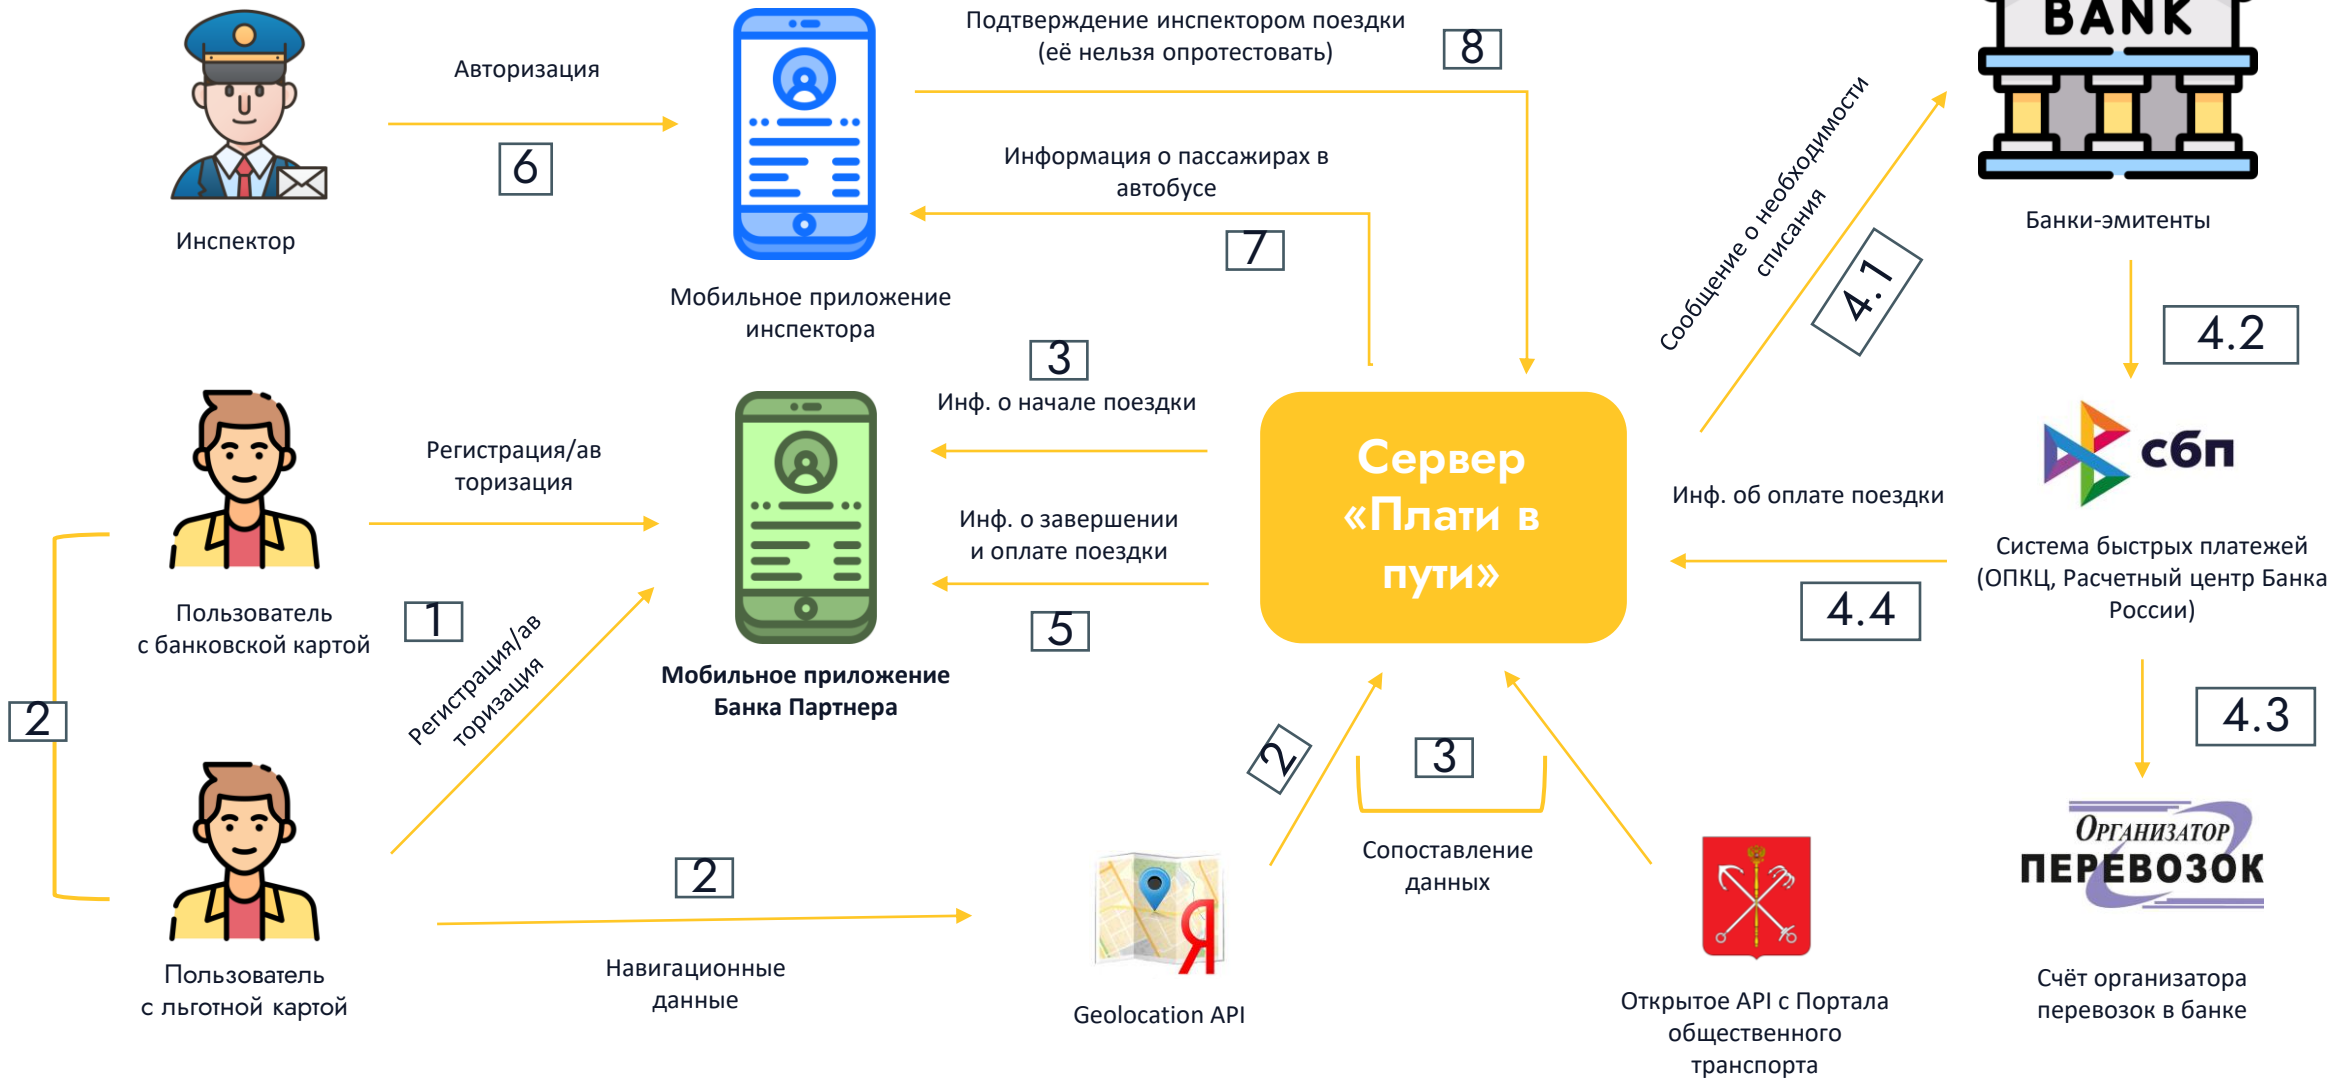 Авторизация
6
Инспектор
Подтверждение инспектором поездки
(её нельзя опротестовать)
8
Информация о пассажирах в
автобусе
7
Мобильное приложение
инспектора
BANK
Банки-эмитенты
Сообщение о необходимости
списания
4.1
4.2
3
Инф. о начале поездки
Регистрация/ав
торизация
Инф. о завершении
и оплате поездки
5
Сервер
«Плати в
пути»
Инф. об оплате поездки
4.4
сбп
Система быстрых платежей
(ОПКЦ, Расчетный центр Банка
России)
4.3
Пользователь
с банковской картой
1
Регистрация/ав
торизация
Мобильное приложение
Банка Партнера
2
2
3
Сопоставление
данных
ОРГАНИЗАТОР
ПЕРЕВОЗОК
Счёт организатора
перевозок в банке
Пользователь
с льготной картой
2
Навигационные
данные
Я
Geolocation API
Открытое API с Портала
общественного
транспорта